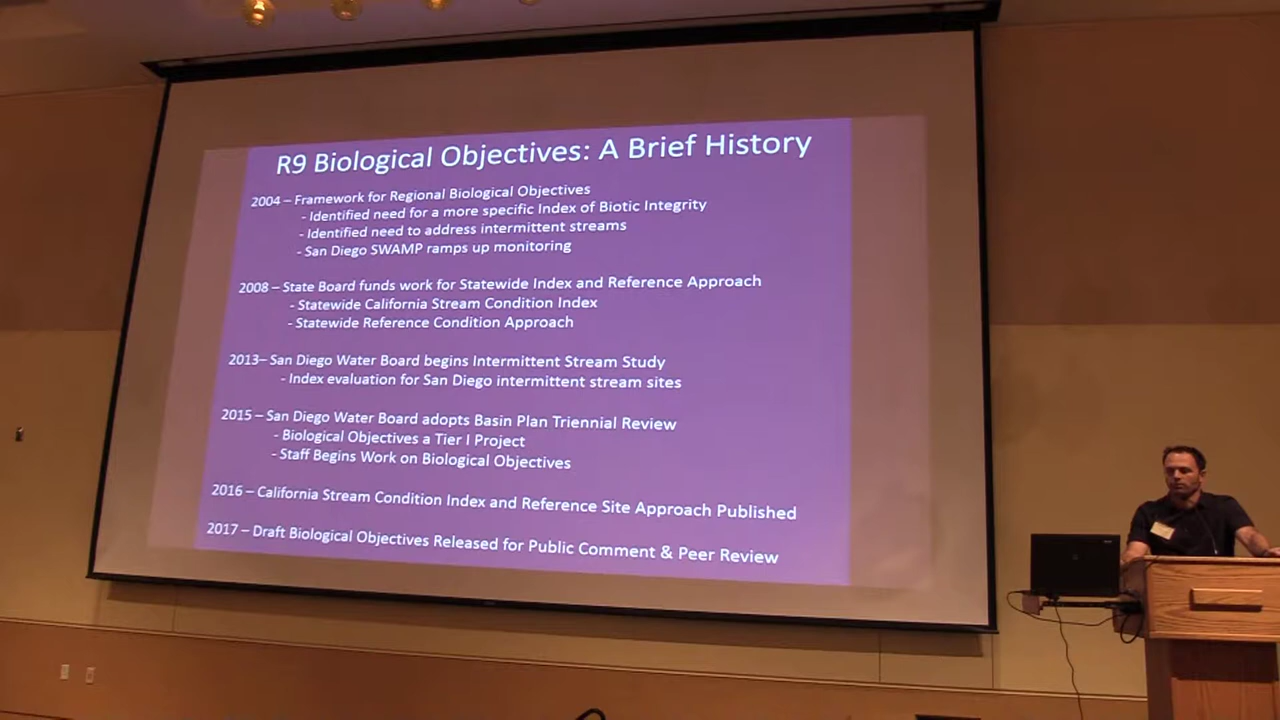 R9 Biological Objectives: A Brief History
2004 – Framework for Regional Biological Objectives
- Identified need for a more specific Index of Biotic Integrity
- Identified need to address intermittent streams
- San Diego SWAMP ramps up monitoring
2008 – State Board funds work for Statewide Index and Reference Approach
- Statewide California Stream Condition Index
- Statewide Reference Condition Approach
2013– San Diego Water Board begins Intermittent Stream Study
- Index evaluation for San Diego intermittent stream sites
2015 – San Diego Water Board adopts Basin Plan Triennial Review
- Biological Objectives a Tier I Project
- Staff Begins Work on Biological Objectives
2016 – California Stream Condition Index and Reference Site Approach Published
2017 – Draft Biological Objectives Released for Public Comment & Peer Review